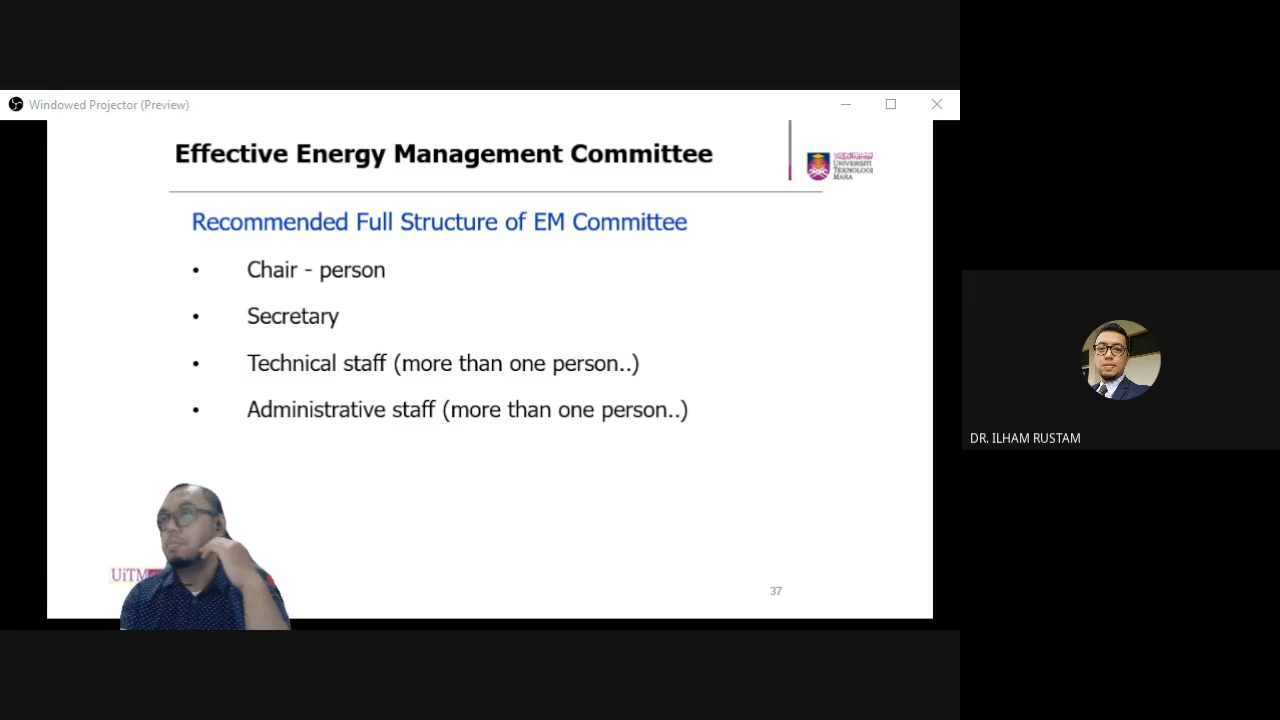 Windowed Projector (Preview)
Effective Energy Management Committee
UNIVERSITI
TEKNOLOGI
MARA
Recommended Full Structure of EM Committee
• Chair - person
• Secretary
• Technical staff (more than one person..)
• Administrative staff (more than one person..)
DR. ILHAM RUSTAM
UiTM
37